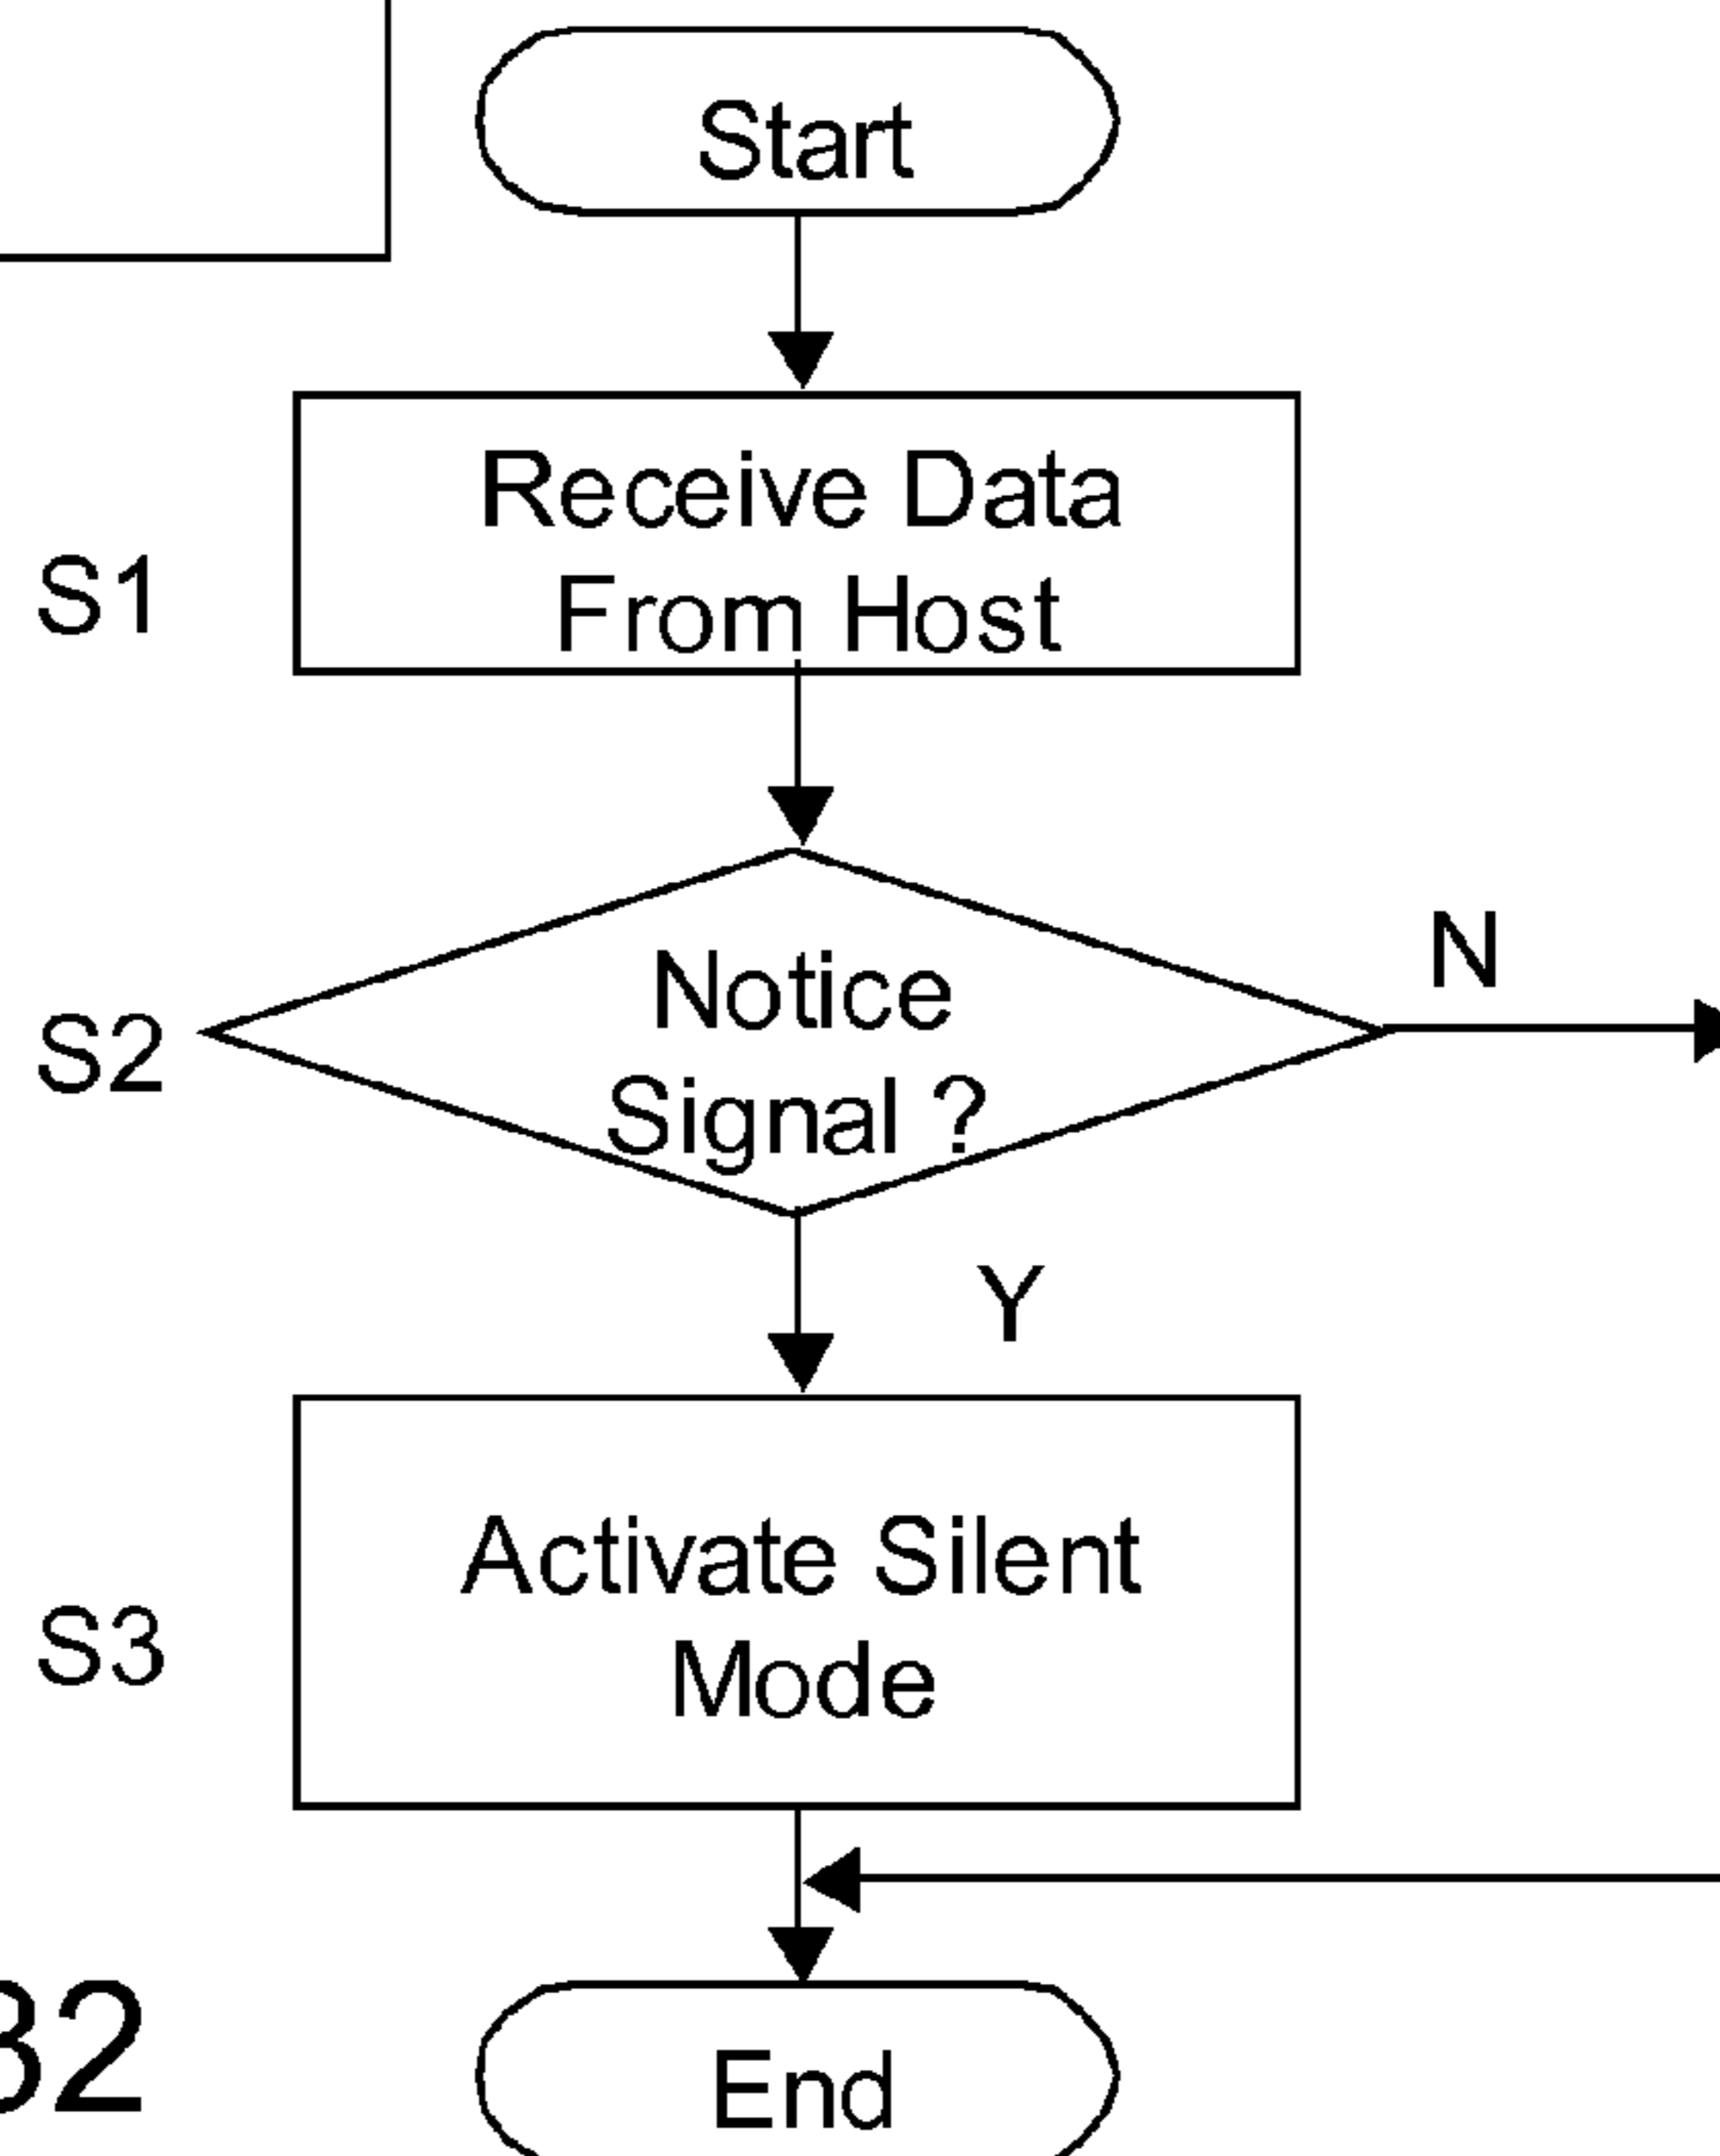 Start
Receive Data
From Host
S1
Notice
Signal ?
N
S2
Y
Activate Silent
Mode
S3
End